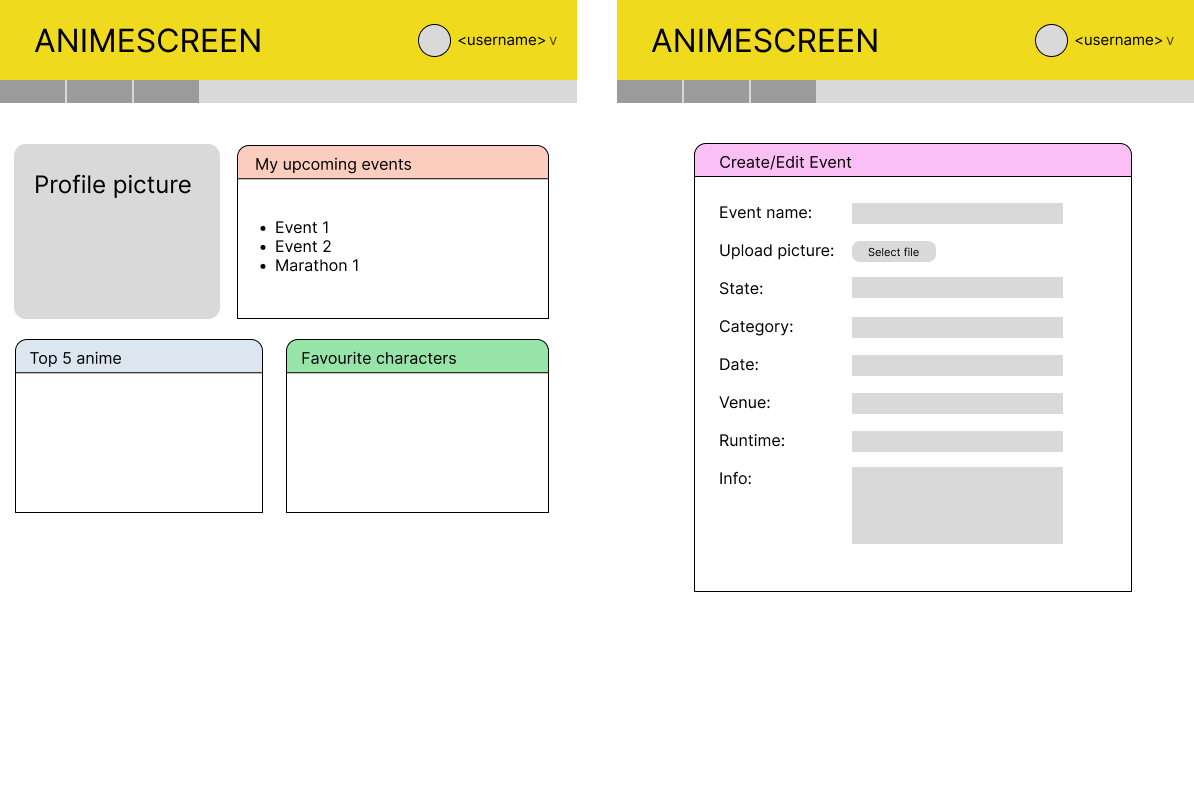 ANIMESCREEN
<username> v
Profile picture
My upcoming events
• Event 1
• Event 2
• Marathon 1
Top 5 anime
Favourite characters
ANIMESCREEN
<username> v
Create/Edit Event
Event name:
Upload picture: Select file
State:
Category:
Date:
Venue:
Runtime:
Info: